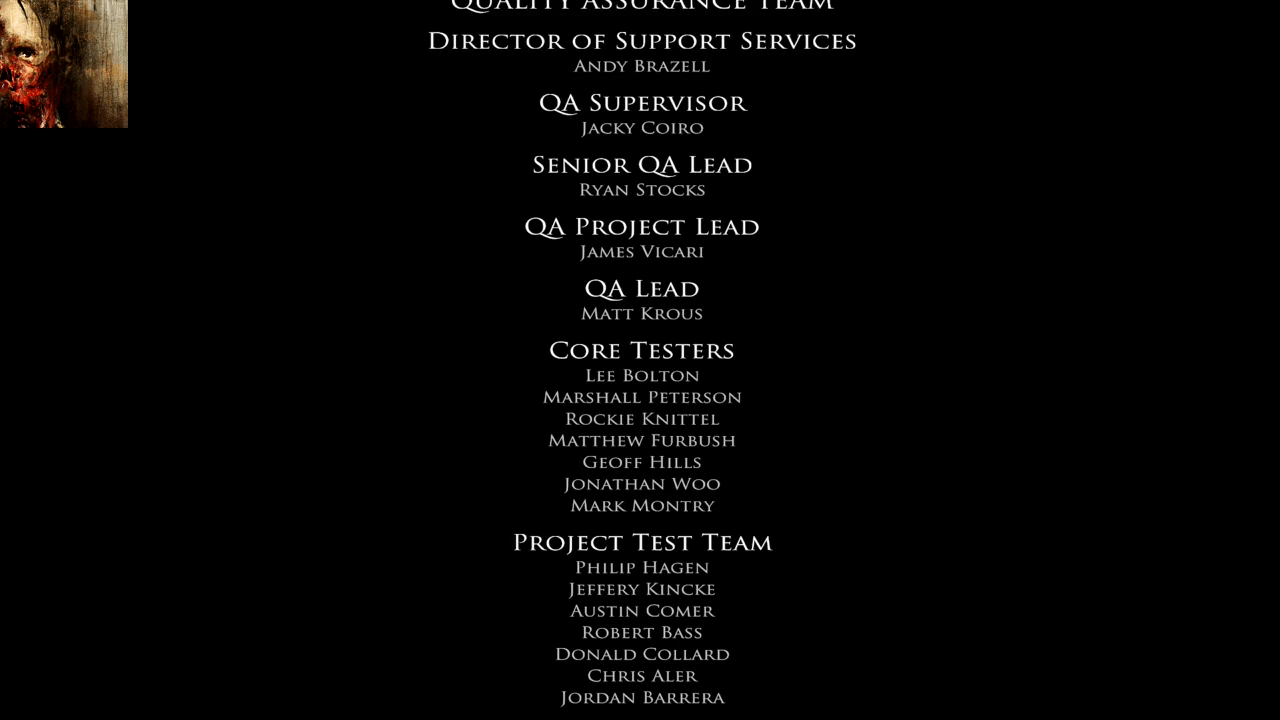 Quality Assurance Team
Director of Support Services
Andy Brazell
QA Supervisor
Jacky Coiro
Senior QA Lead
Ryan Stocks
QA Project Lead
James Vicari
QA Lead
Matt Krous
Core Testers
Lee Bolton
Marshall Peterson
Rockie Knittel
Matthew Furbush
Geoff Hills
Jonathan Woo
Mark Montry
Project Test Team
Philip Hagen
Jeffery Kincke
Austin Comer
Robert Bass
Donald Collard
Chris Aler
Jordan Barrera